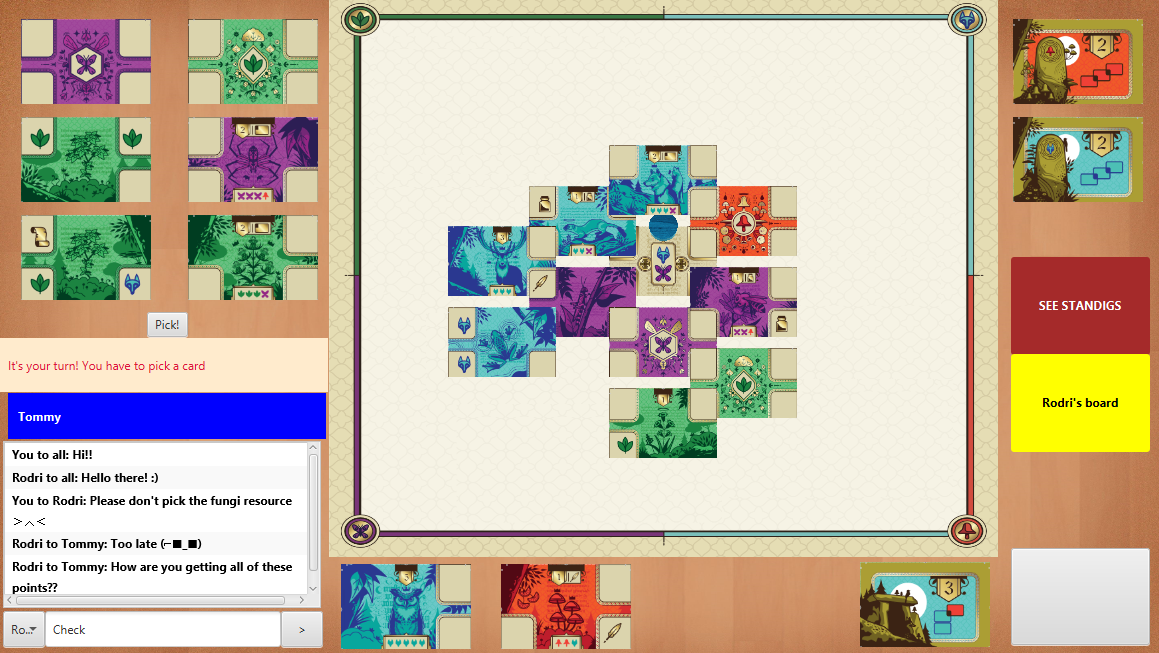 2
2
Pick!
It's your turn! You have to pick a card
Tommy
You to all: Hi!!
Rodri to all: Hello there! :)
You to Rodri: Please don't pick the fungi resource
>︿<
Rodri to Tommy: Too late (⌐■_■)
Rodri to Tommy: How are you getting all of these
points??
Ro...
Check
>
2
1
3
1
1
3
1
2
2
SEE STANDIGS
Rodri's board
3